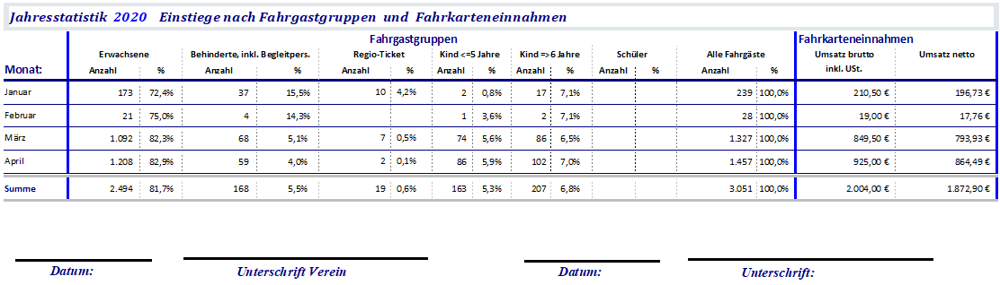 Jahresstatistik 2020 Einstiege nach Fahrgastgruppen und Fahrkarteneinnahmen
Fahrgastgruppen Fahrkarteneinnahmen
Erwachsene Behinderte, inkl. Begleitpers. Regio-Ticket Kind <=5 Jahre Kind => 6 Jahre Schüler Alle Fahrgäste Umsatz brutto Umsatz netto
Monat: Anzahl % Anzahl % Anzahl % Anzahl % Anzahl % Anzahl % Anzahl % inkl. USt.
Januar 173 72,4% 37 15,5% 10 4,2% 2 0,8% 17 7,1% 239 100,0% 210,50 € 196,73 €
Februar 21 75,0% 4 14,3% 1 3,6% 2 7,1% 28 100,0% 19,00 € 17,76 €
März 1.092 82,3% 68 5,1% 7 0,5% 74 5,6% 86 6,5% 1.327 100,0% 849,50 € 793,93 €
April 1.208 82,9% 59 4,0% 2 0,1% 86 5,9% 102 7,0% 1.457 100,0% 925,00 € 864,49 €
Summe 2.494 81,7% 168 5,5% 19 0,6% 163 5,3% 207 6,8% 3.051 100,0% 2.004,00 € 1.872,90 €
Datum: Unterschrift Verein Datum: Unterschrift: